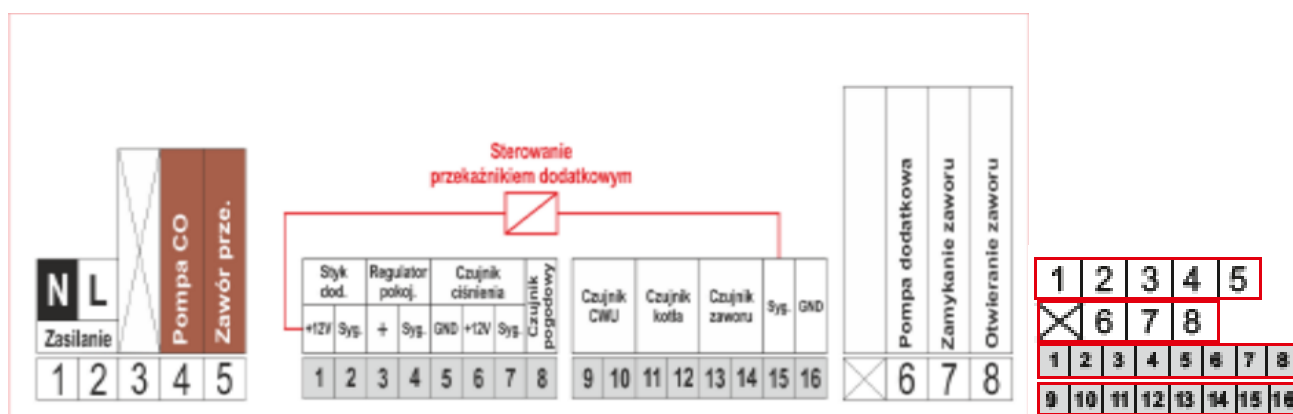 Sterowanie
przekaźnikiem dodatkowym
N L
Zasilanie
Pompa CO
Zawór prze.
Styk
dod.
Regulator
pokoj.
Czujnik
ciśnienia
Czujnik
pogodowy
+12V Syg. Syg. GND +12V Syg.
Czujnik
CWU
Czujnik
kotła
Czujnik
zaworu
Syg. GND
Pompa dodatkowa
Zamykanie zaworu
Otwieranie zaworu
1 2 3 4 5
1 2 3 4 5 6 7 8
9 10 11 12 13 14 15 16
6 7 8
1 2 3 4 5
6 7 8
1 2 3 4 5 6 7 8
9 10 11 12 13 14 15 16